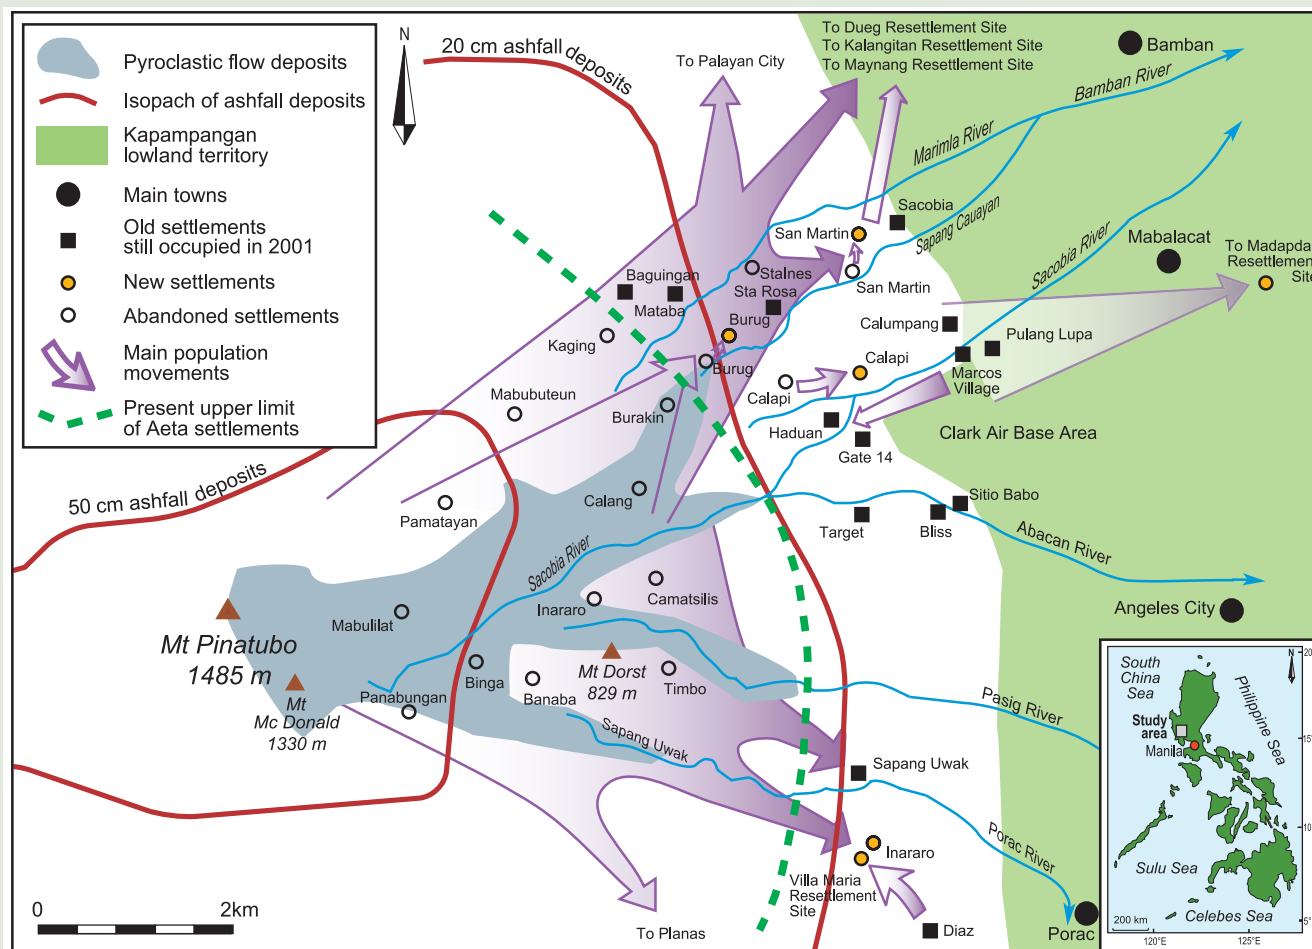 Pyroclastic flow deposits
Isopach of ashfall deposits
Kapampangan
lowland territory
Main towns
Old settlements
still occupied in 2001
New settlements
Abandoned settlements
Main population
movements
Present upper limit
of Aeta settlements
N
20 cm ashfall deposits
To Palayan City
To Dueg Resettlement Site
To Kalangitan Resettlement Site
To Maynang Resettlement Site
Bamban
Bamban River
Marimla River
Sapang Cauayan
Sacobia River
Sacobia
San Martin
San Martin
Mabalacat
To Madapda
Resettlement
Site
Stalnes
Sta Rosa
Baguingan
Mataba
Kaging
Burug
Burug
Calumpang
Pulang Lupa
Marcos
Village
Calapi
Calapi
Mabubuteun
Burakin
Haduan
Gate 14
Clark Air Base Area
50 cm ashfall deposits
Pamatayan
Calang
Sitio Babo
Target
Bliss
Abacan River
Sacobia River
Camatsilis
Inararo
Mabulilat
Angeles City
Mt Pinatubo
1485 m
Mt
Mc Donald
1330 m
Panabungan
Binga
Banaba
Mt Dorst
829 m
Timbo
Pasig River
Sapang Uwak
Sapang Uwak
Porac River
Inararo
Villa Maria
Resettlement
Site
Diaz
To Planas
Porac
0 2km
N
20°
South
China
Sea
Philippine Sea
Study
area
Manila
15°
10°
Sulu Sea
Celebes Sea
5°
200 km
120°E
125°E